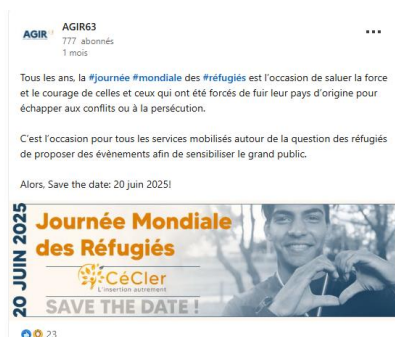 AGIR
AGIR63
777 abonnés
1 mois
Tous les ans, la #journée #mondiale des #réfugiés est l'occasion de saluer la force
et le courage de celles et ceux qui ont été forcés de fuir leur pays d'origine pour
échapper aux conflits ou à la persécution.
C'est l'occasion pour tous les services mobilisés autour de la question des réfugiés
de proposer des évènements afin de sensibiliser le grand public.
Alors, Save the date: 20 juin 2025!
20 JUIN 2025
Journée Mondiale
des Réfugiés
CéCler
L'insertion autrement
SAVE THE DATE !
23